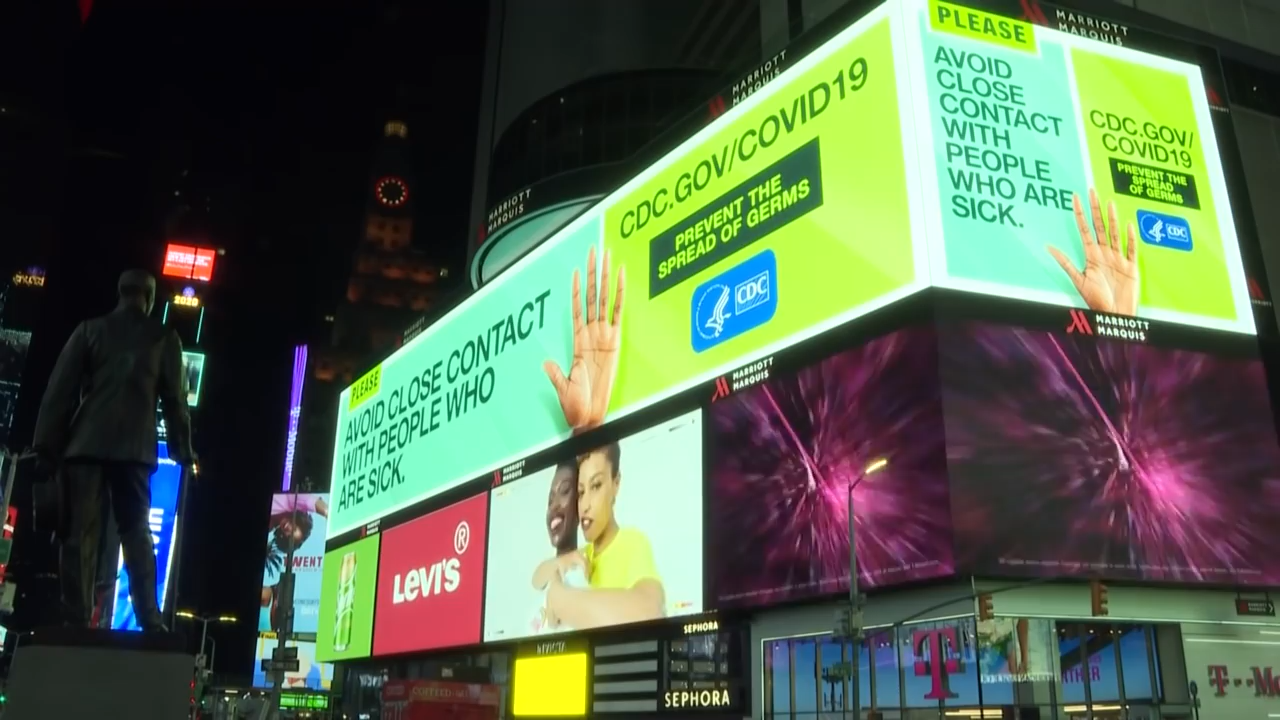 PLEASE
AVOID CLOSE CONTACT
WITH PEOPLE WHO
ARE SICK.
CDC.GOV/COVID19
PREVENT THE
SPREAD OF GERMS
CDC
PLEASE
AVOID
CLOSE
CONTACT
WITH
PEOPLE
WHO ARE
SICK.
CDC.GOV/
COVID19
PREVENT THE
SPREAD
OF GERMS
CDC
MARRIOTT
MARQUIS
MARRIOTT
MARQUIS
MARRIOTT
MARQUIS
MARRIOTT
MARQUIS
MARRIOTT
MARQUIS
LEVI'S®
2020
SEPHORA
SEPHORA
INVICTA
T
T··Mo